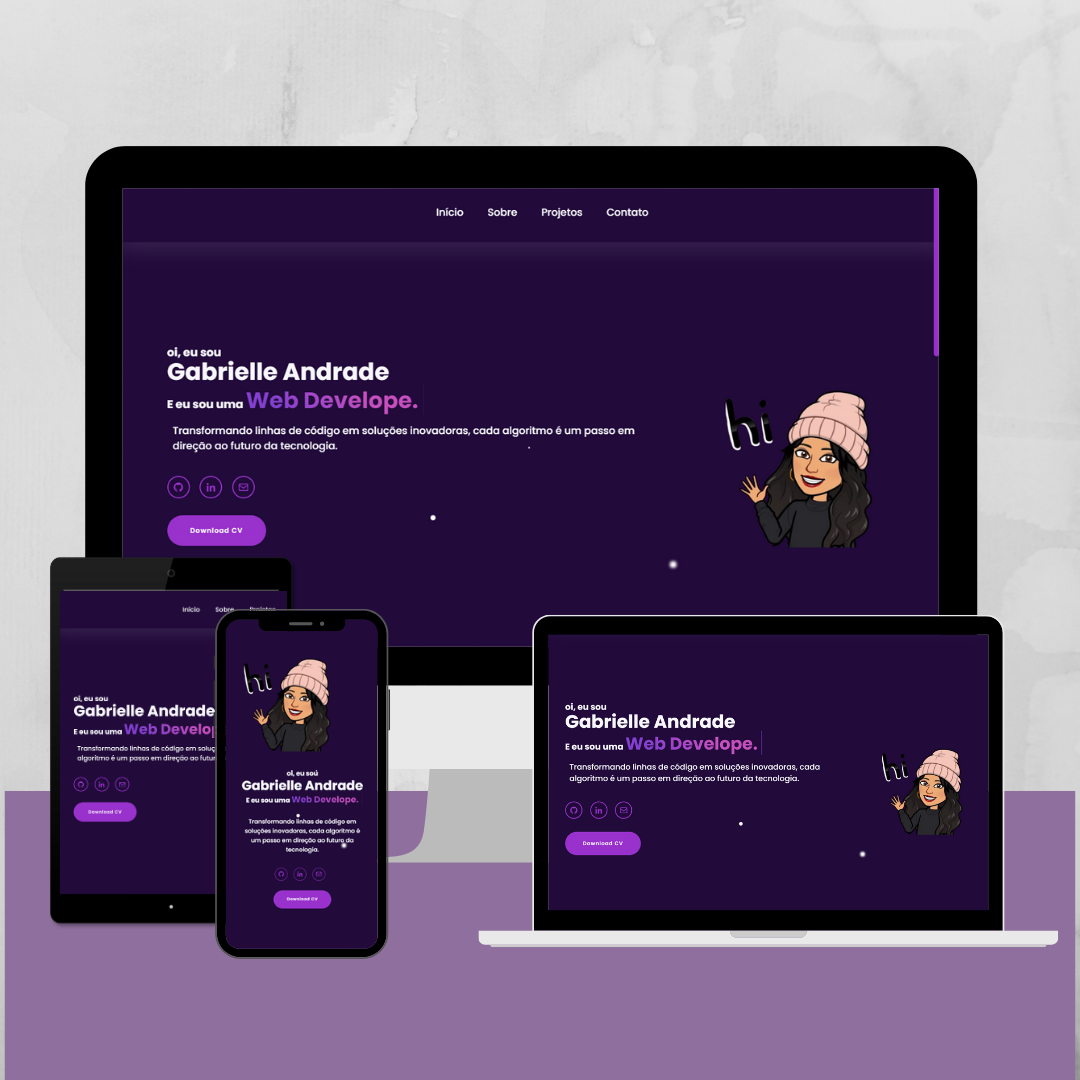 Início Sobre Projetos Contato
oi, eu sou
Gabrielle Andrade
E eu sou uma Web Develope.
Transformando linhas de código em soluções inovadoras, cada algoritmo é um passo em
direção ao futuro da tecnologia.
in
Download CV
hi
Início Sobre Projetos
oi, eu sou
Gabrielle Andrade
E eu sou uma Web Develop
Transformando linhas de código em
algoritmo é um passo em direção ao
in
Download CV
hi
oi, eu sou
Gabrielle Andrade
E eu sou uma Web Develope.
Transformando linhas de código em
soluções inovadoras, cada algoritmo é
um passo em direção ao futuro da
tecnologia.
in
Download CV
oi, eu sou
Gabrielle Andrade
E eu sou uma Web Develope.
Transformando linhas de código em soluções inovadoras, cada
algoritmo é um passo em direção ao futuro da tecnologia.
in
Download CV
hi